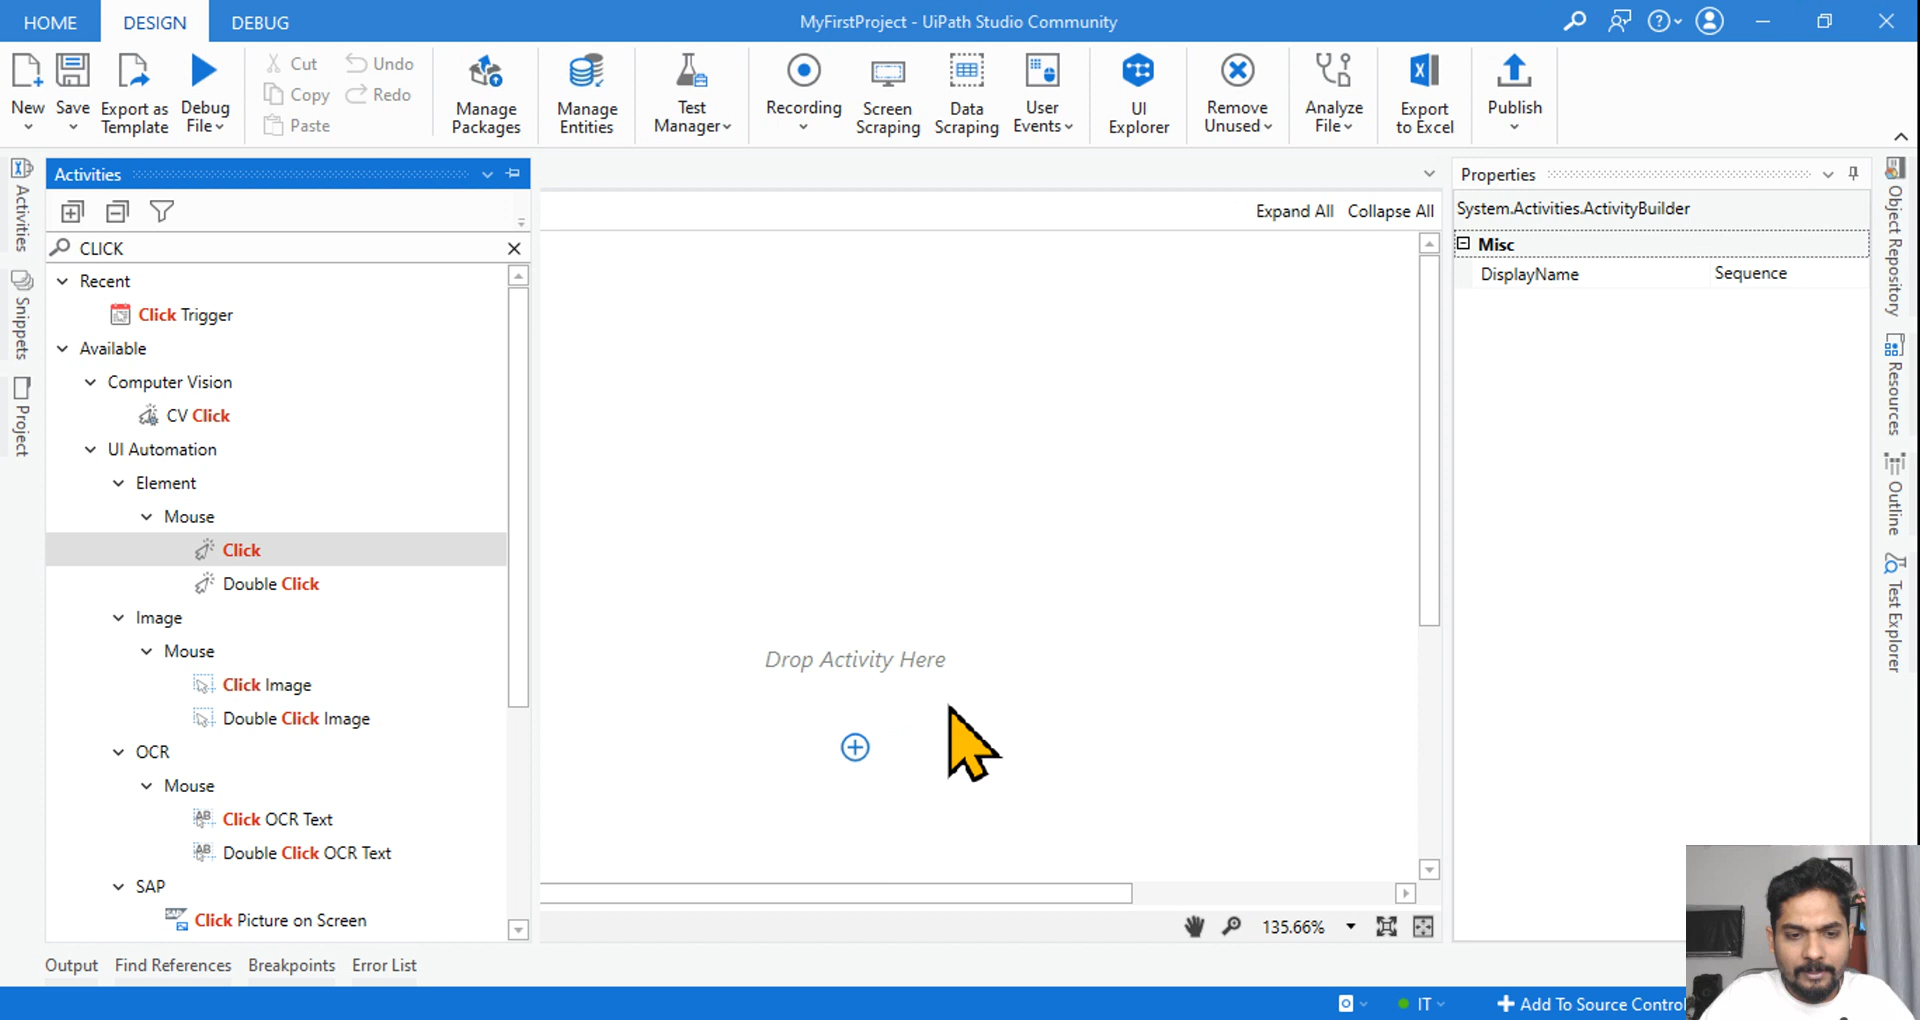 HOME DESIGN DEBUG MyFirstProject - UiPath Studio Community
New Save Export as Template Debug File Cut Copy Paste Undo Redo Manage Packages Manage Entities Test Manager Recording Screen Scraping Data Scraping User Events UI Explorer Remove Unused Analyze File Export to Excel Publish
Activities
Snippets
Project
Activities
CLICK
Recent
Click Trigger
Available
Computer Vision
CV Click
UI Automation
Element
Mouse
Click
Double Click
Image
Mouse
Click Image
Double Click Image
OCR
Mouse
Click OCR Text
Double Click OCR Text
SAP
Click Picture on Screen
Expand All Collapse All
Drop Activity Here
135.66%
Properties
System.Activities.ActivityBuilder
Misc
DisplayName Sequence
Object Repository
Resources
Outline
Test Explorer
Output Find References Breakpoints Error List
IT Add To Source Control